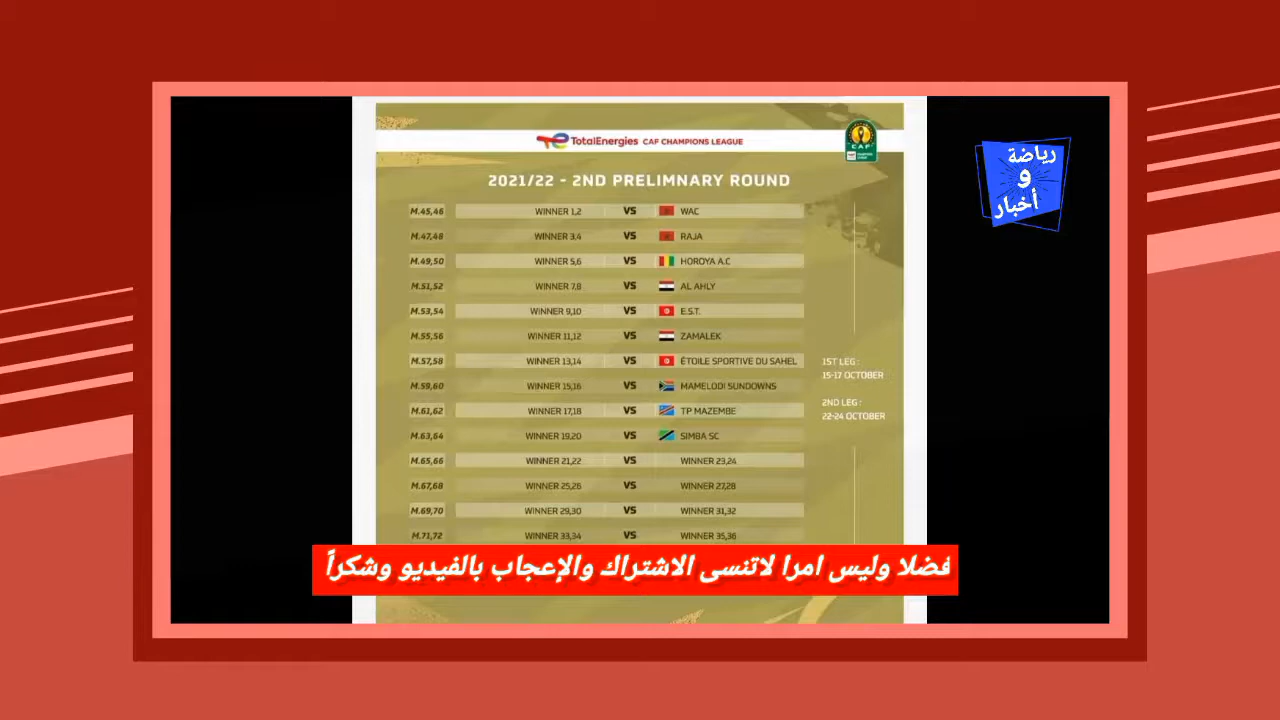 TotalEnergies CAF CHAMPIONS LEAGUE
CAF
رياضة
و
أخبار
2021/22 - 2ND PRELIMNARY ROUND
M.45,46 WINNER 1,2 VS WAC
M.47,48 WINNER 3,4 VS RAJA
M.49,50 WINNER 5,6 VS HOROYA A.C
M.51,52 WINNER 7,8 VS AL AHLY
M.53,54 WINNER 9,10 VS E.S.T.
M.55,56 WINNER 11,12 VS ZAMALEK
M.57,58 WINNER 13,14 VS ÉTOILE SPORTIVE DU SAHEL
M.59,60 WINNER 15,16 VS MAMELODI SUNDOWNS
M.61,62 WINNER 17,18 VS TP MAZEMBE
M.63,64 WINNER 19,20 VS SIMBA SC
M.65,66 WINNER 21,22 VS WINNER 23,24
M.67,68 WINNER 25,26 VS WINNER 27,28
M.69,70 WINNER 29,30 VS WINNER 31,32
M.71,72 WINNER 33,34 VS WINNER 35,36
1ST LEG :
15-17 OCTOBER
2ND LEG :
22-24 OCTOBER
فضلا وليس امرا لاتنسى الاشتراك والإعجاب بالفيديو وشكراً